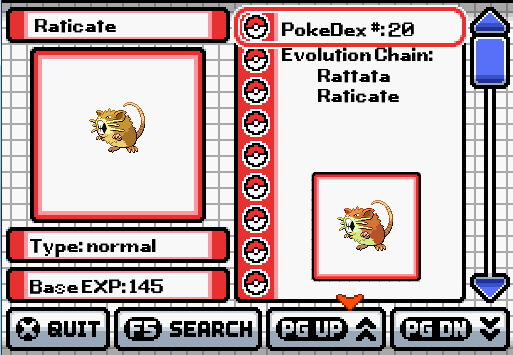 Raticate
PokeDex #:20
Evolution Chain:
Rattata
Raticate
Type: normal
Base EXP: 145
X QUIT
F5 SEARCH
PG UP
PG DN